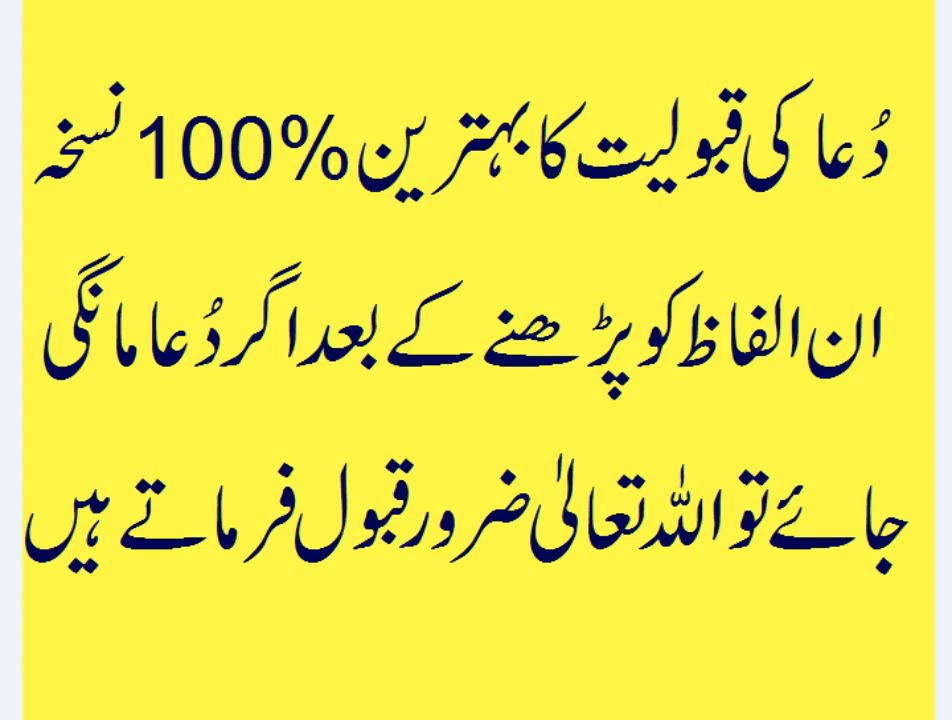 دُعا کی قبولیت کا بہترین %100 نسخہ
ان الفاظ کو پڑھنے کے بعد اگر دُعا مانگی
جائے تو اللہ تعالیٰ ضرور قبول فرماتے ہیں